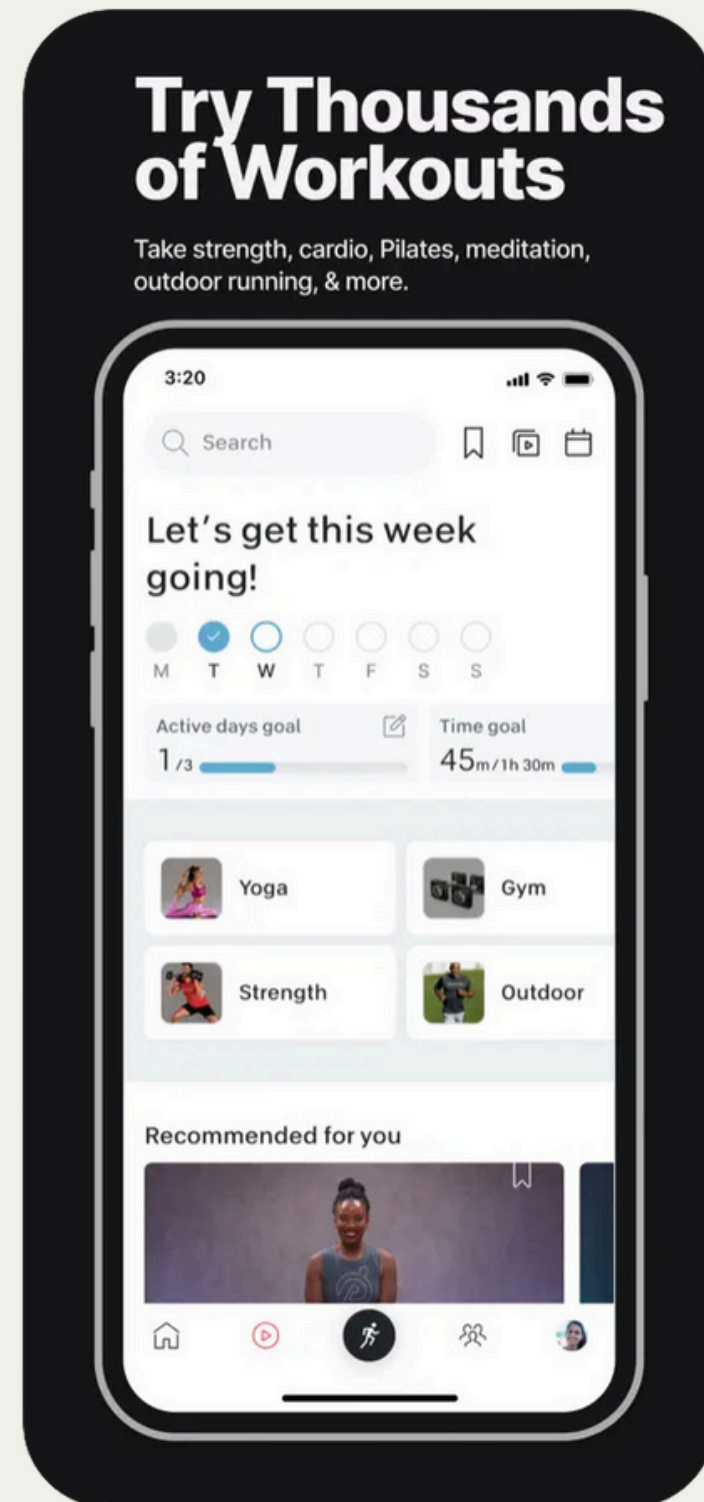 Try Thousands
of Workouts
Take strength, cardio, Pilates, meditation,
outdoor running, & more.
3:20
Search
Let’s get this week
going!
M T W T F S S
Active days goal
1 /3
Time goal
45m/1h 30m
Yoga
Gym
Strength
Outdoor
Recommended for you